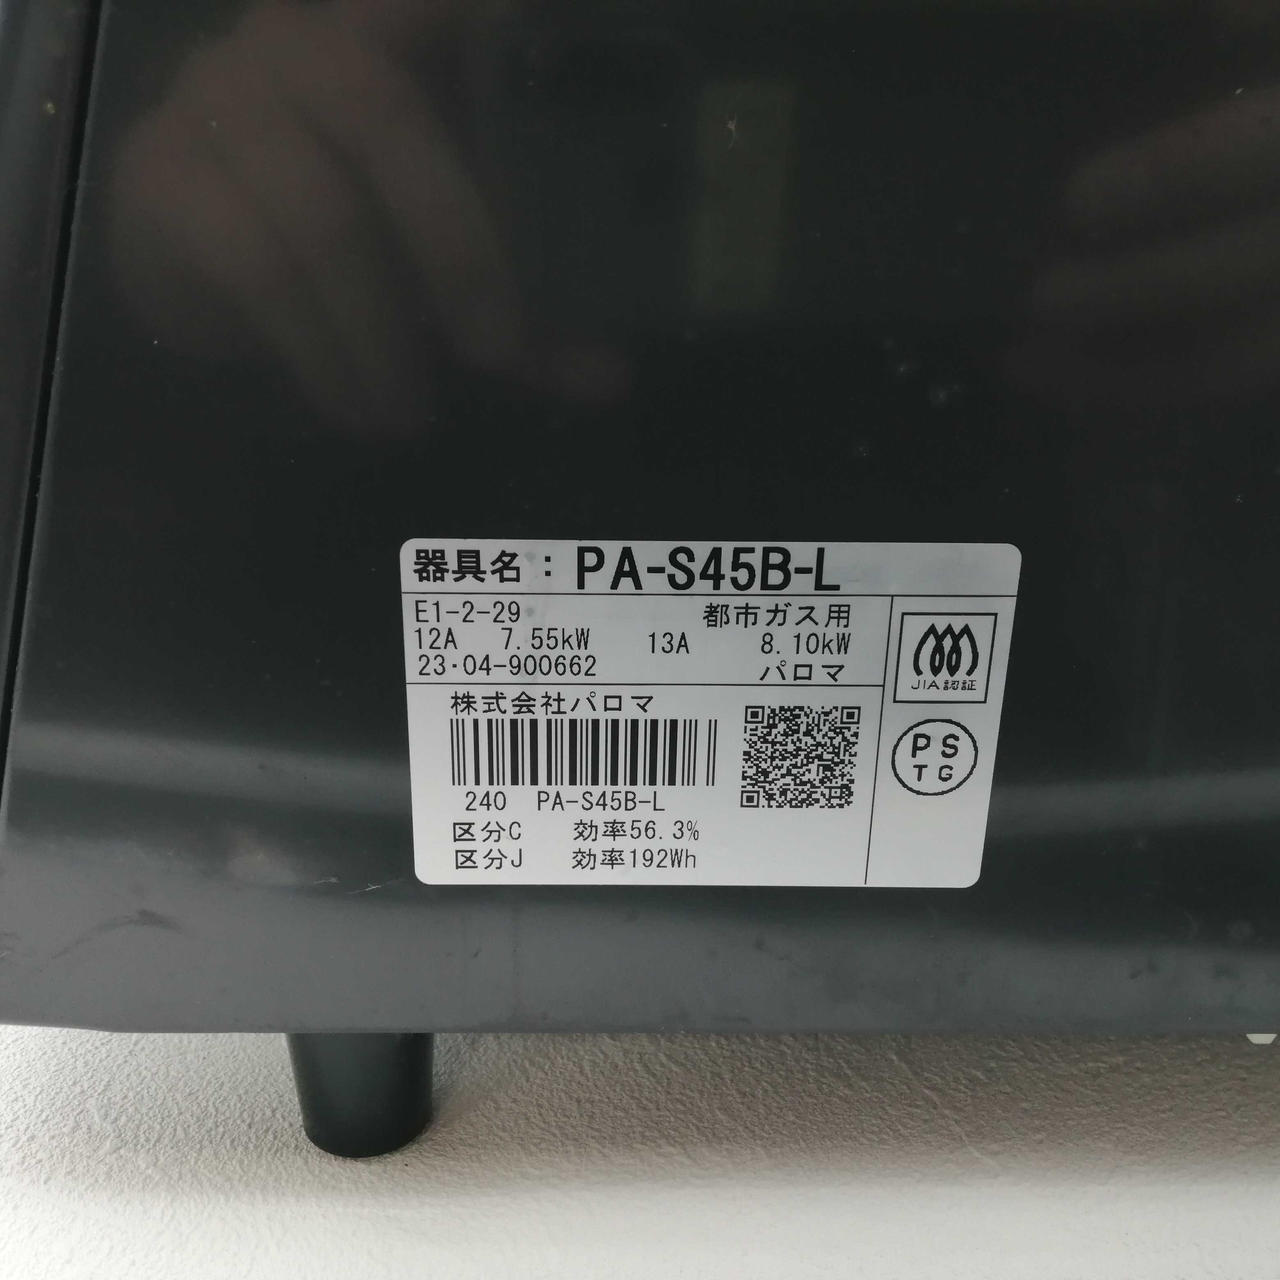 器具名：PA-S45B-L
E1-2-29 都市ガス用
12A 7.55kW 13A 8.10kW
23·04-900662 パロマ
JIA認証
株式会社パロマ
PS
TG
240 PA-S45B-L
区分C 効率56.3%
区分J 効率192Wh